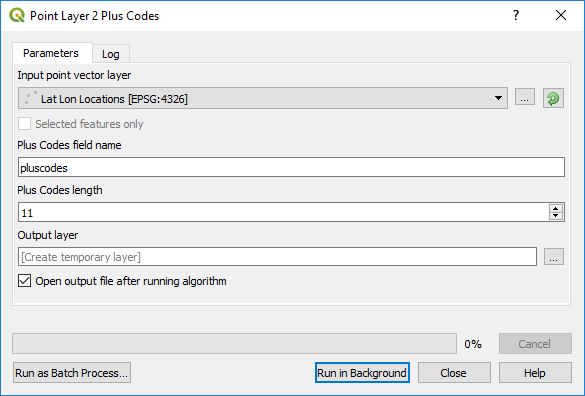 Point Layer 2 Plus Codes
Parameters
Log
Input point vector layer
Lat Lon Locations [EPSG:4326]
...
Selected features only
Plus Codes field name
pluscodes
Plus Codes length
11
Output layer
[Create temporary layer]
...
Open output file after running algorithm
0%
Cancel
Run as Batch Process...
Run in Background
Close
Help